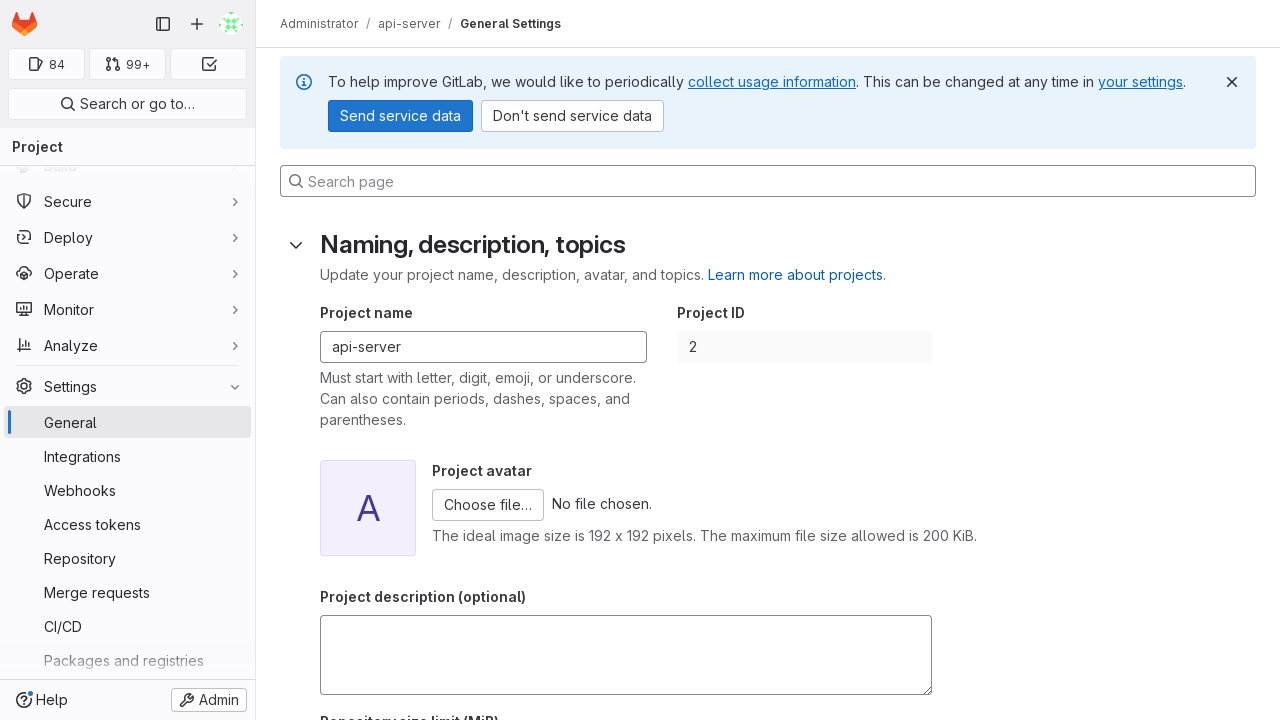 Administrator / api-server / General Settings
84
99+
Search or go to…
Project
Build
Secure
Deploy
Operate
Monitor
Analyze
Settings
General
Integrations
Webhooks
Access tokens
Repository
Merge requests
CI/CD
Packages and registries
Help
Admin
To help improve GitLab, we would like to periodically collect usage information. This can be changed at any time in your settings.
Send service data
Don't send service data
Search page
Naming, description, topics
Update your project name, description, avatar, and topics. Learn more about projects.
Project name
api-server
Must start with letter, digit, emoji, or underscore.
Can also contain periods, dashes, spaces, and
parentheses.
Project ID
2
A
Project avatar
Choose file…
No file chosen.
The ideal image size is 192 x 192 pixels. The maximum file size allowed is 200 KiB.
Project description (optional)
Repository size limit (MiB)